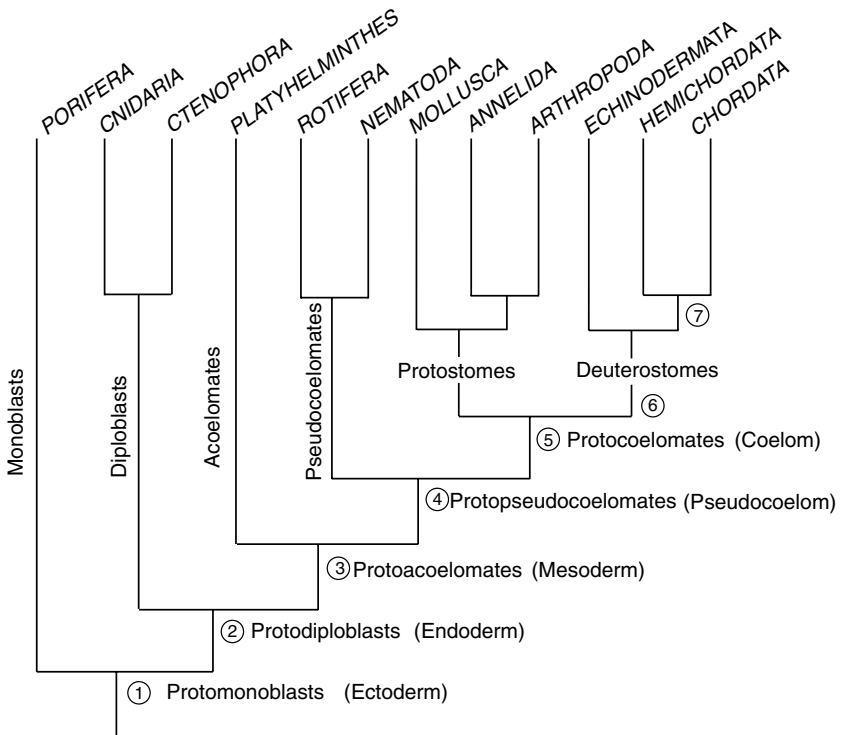 PORIFERA
CNIDARIA
CTENOPHORA
PLATYHELMINTHES
ROTIFERA
NEMATODA
MOLLUSCA
ANNELIDA
ARTHROPODA
ECHINODERMATA
HEMICHORDATA
CHORDATA
Monoblasts
Diploblasts
Acoelomates
Pseudocoelomates
7
Protostomes
Deuterostomes
6
5 Protocoelomates (Coelom)
4 Protopseudocoelomates (Pseudocoelom)
3 Protoacoelomates (Mesoderm)
2 Protodiploblasts (Endoderm)
1 Protomonoblasts (Ectoderm)